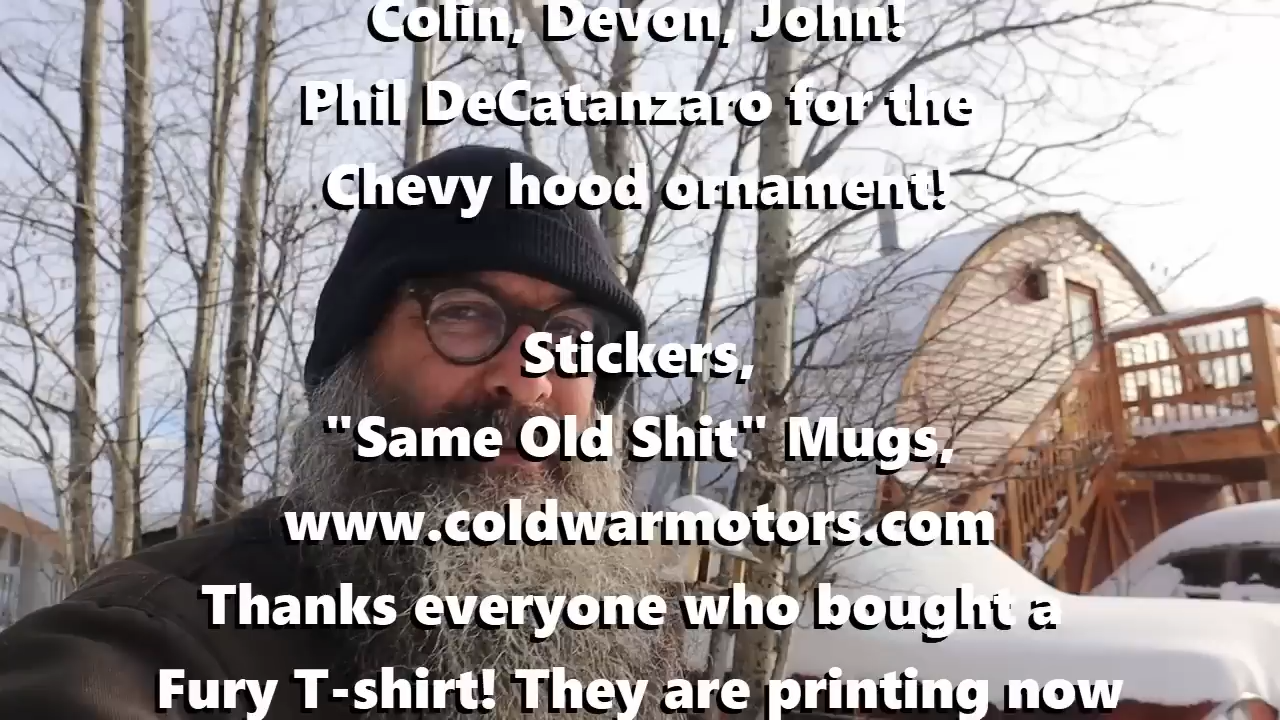 Colin, Devon, John!
Phil DeCatanzaro for the
Chevy hood ornament!
Stickers,
"Same Old Shit" Mugs,
www.coldwarmotors.com
Thanks everyone who bought a
Fury T-shirt! They are printing now